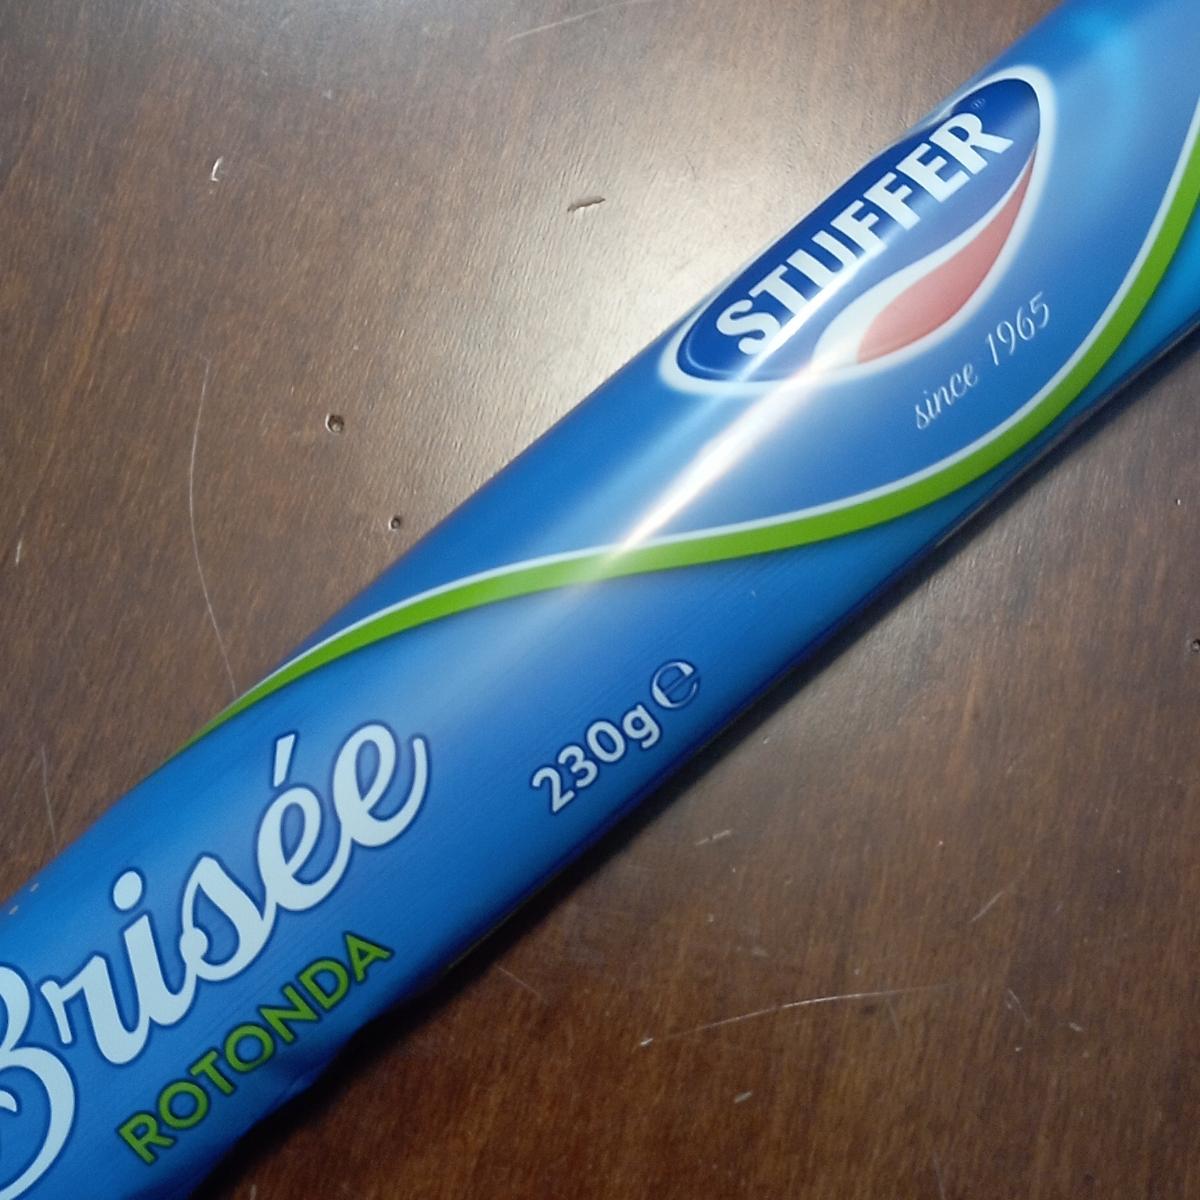 STUFFER®
since 1965
230g ℮
Brisée
ROTONDA